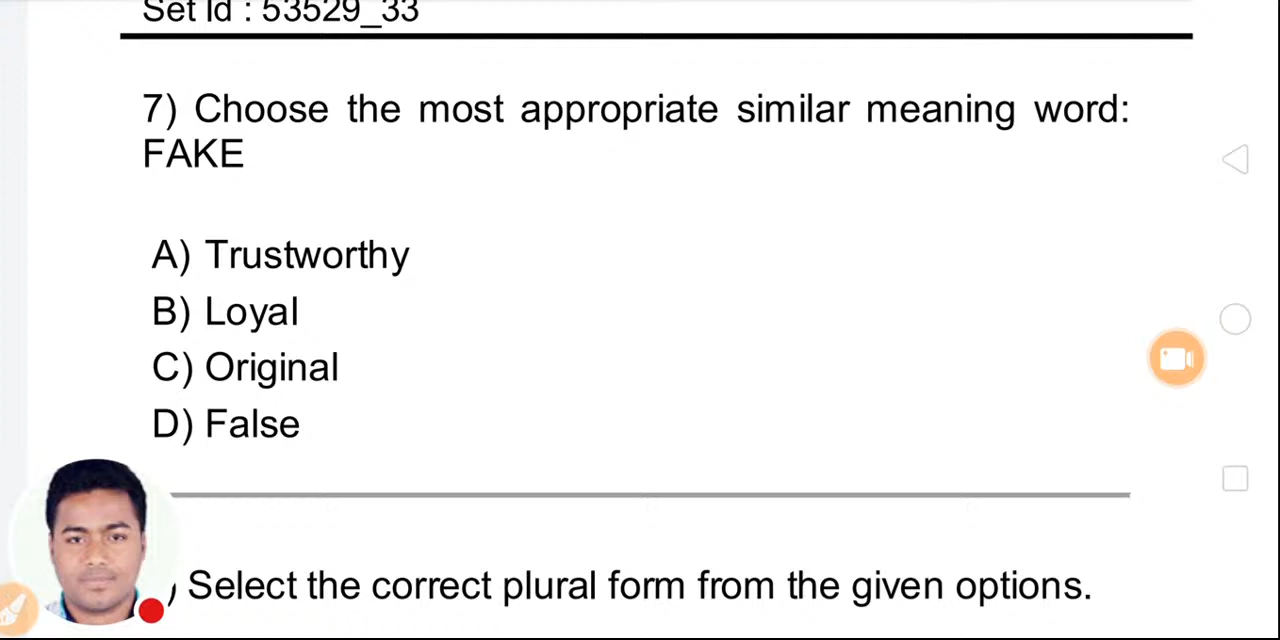 Set Id : 53529_33
7) Choose the most appropriate similar meaning word:
FAKE
A) Trustworthy
B) Loyal
C) Original
D) False
) Select the correct plural form from the given options.